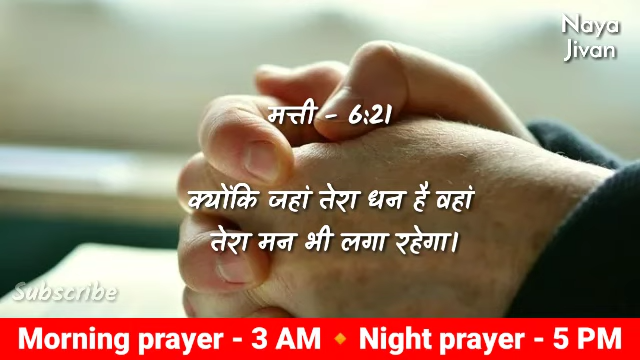 Naya
Jivan
मत्ती - 6:21
क्योंकि जहां तेरा धन है वहां
तेरा मन भी लगा रहेगा।
Subscribe
Morning prayer - 3 AM 🔸 Night prayer - 5 PM